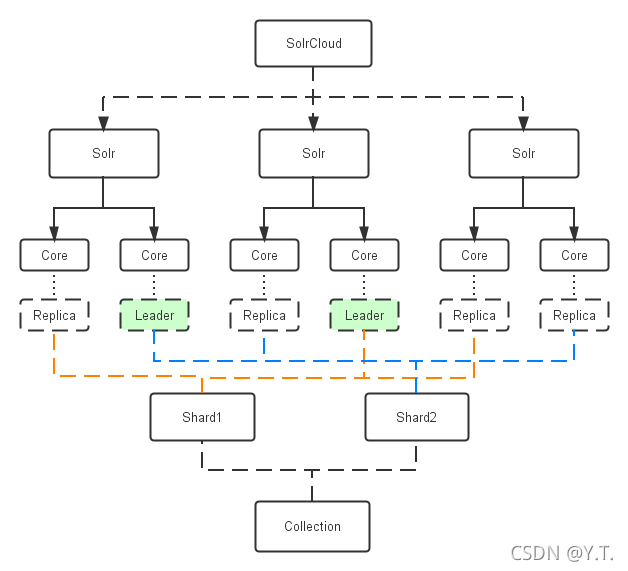 SolrCloud
Solr Solr Solr
Core Core Core Core Core Core
Replica Leader Replica Leader Replica Replica
Shard1 Shard2
Collection
CSDN @Y.T.